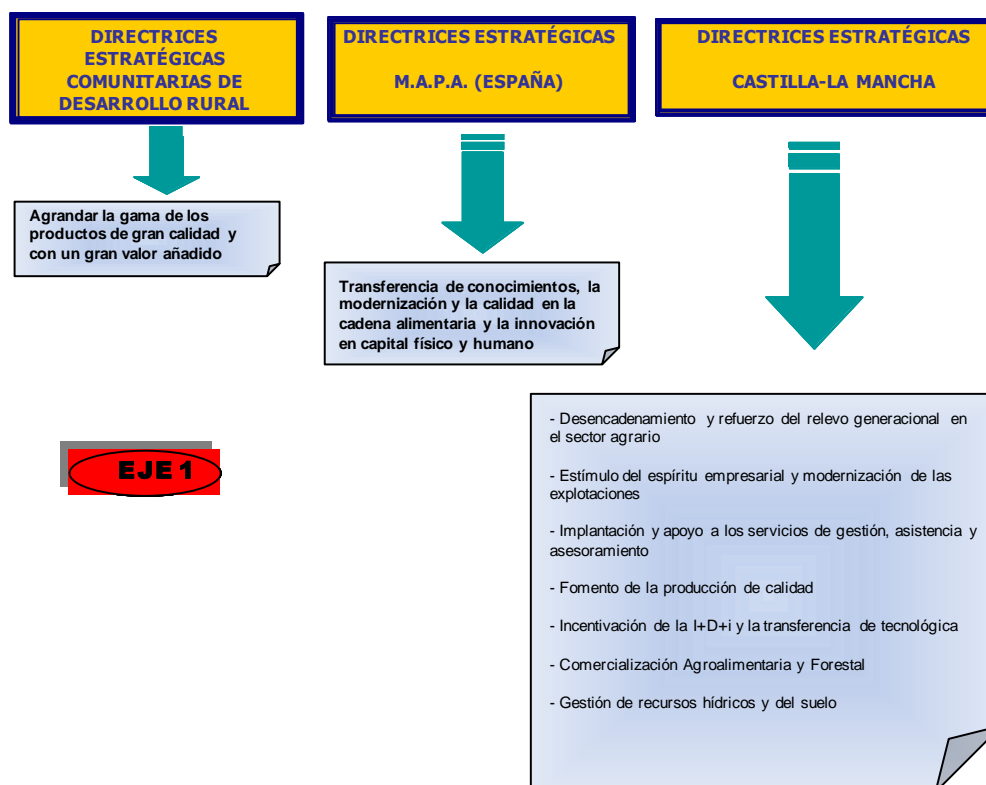 DIRECTRICES
ESTRATÉGICAS
COMUNITARIAS DE
DESARROLLO RURAL
DIRECTRICES ESTRATÉGICAS
M.A.P.A. (ESPAÑA)
DIRECTRICES ESTRATÉGICAS
CASTILLA-LA MANCHA
Agrandar la gama de los
productos de gran calidad y
con un gran valor añadido
Transferencia de conocimientos, la
modernización y la calidad en la
cadena alimentaria y la innovación
en capital físico y humano
EJE 1
- Desencadenamiento y refuerzo del relevo generacional en
el sector agrario
- Estímulo del espíritu empresarial y modernización de las
explotaciones
- Implantación y apoyo a los servicios de gestión, asistencia y
asesoramiento
- Fomento de la producción de calidad
- Incentivación de la I+D+i y la transferencia de tecnológica
- Comercialización Agroalimentaria y Forestal
- Gestión de recursos hídricos y del suelo